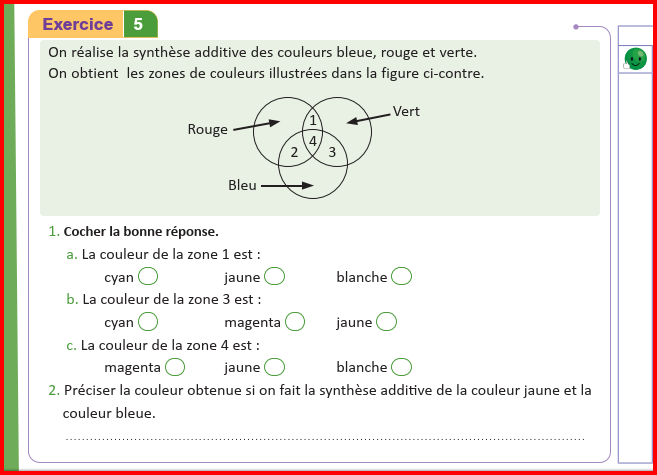 Exercice 5
On réalise la synthèse additive des couleurs bleue, rouge et verte.
On obtient les zones de couleurs illustrées dans la figure ci-contre.
Vert
Rouge
1
4
2 3
Bleu
1. Cocher la bonne réponse.
a. La couleur de la zone 1 est :
cyan jaune blanche
b. La couleur de la zone 3 est :
cyan magenta jaune
c. La couleur de la zone 4 est :
magenta jaune blanche
2. Préciser la couleur obtenue si on fait la synthèse additive de la couleur jaune et la
couleur bleue.